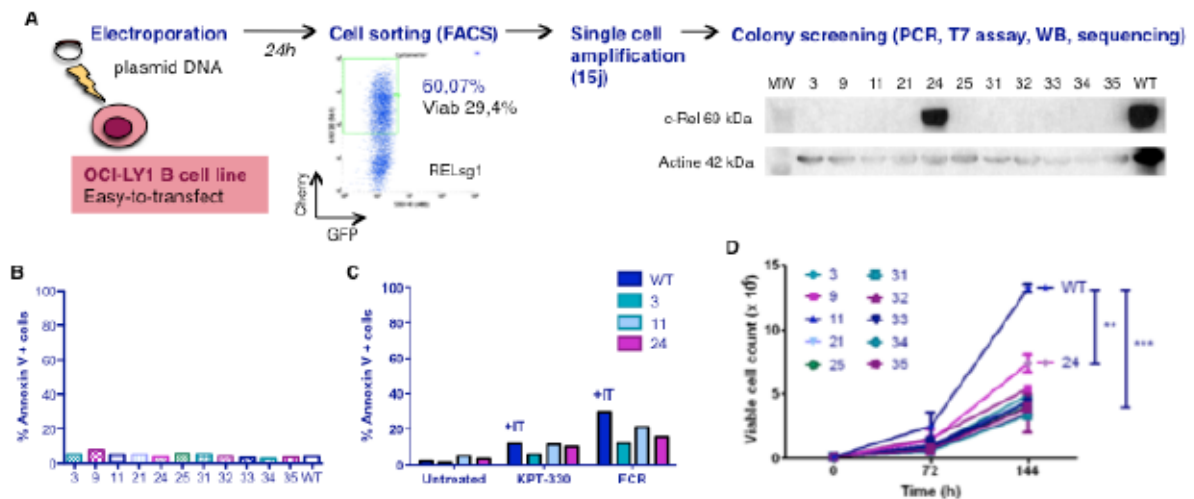 A
Electroporation
24h
Cell sorting (FACS)
Single cell
amplification
(15j)
Colony screening (PCR, T7 assay, WB, sequencing)
plasmid DNA
60,07%
Viab 29,4%
RELsg1
Cherry
GFP
OCI-LY1 B cell line
Easy-to-transfect
MW 3 9 11 21 24 25 31 32 33 34 35 WT
c-Rel 69 kDa
Actine 42 kDa
B
% Annexin V + cells
100
80
60
40
20
0
3 9 11 21 25 24 25 31 32 33 34 35 WT
C
% Annexin V + cells
100
80
60
40
20
0
WT
3
11
24
+IT
+IT
Untreated KPT-330 ECR
D
Viable cell count (x 10⁶)
15
10
5
0
3 31
9 32
11 33
21 34
25 35
WT
24
**
***
0 72 144
Time (h)